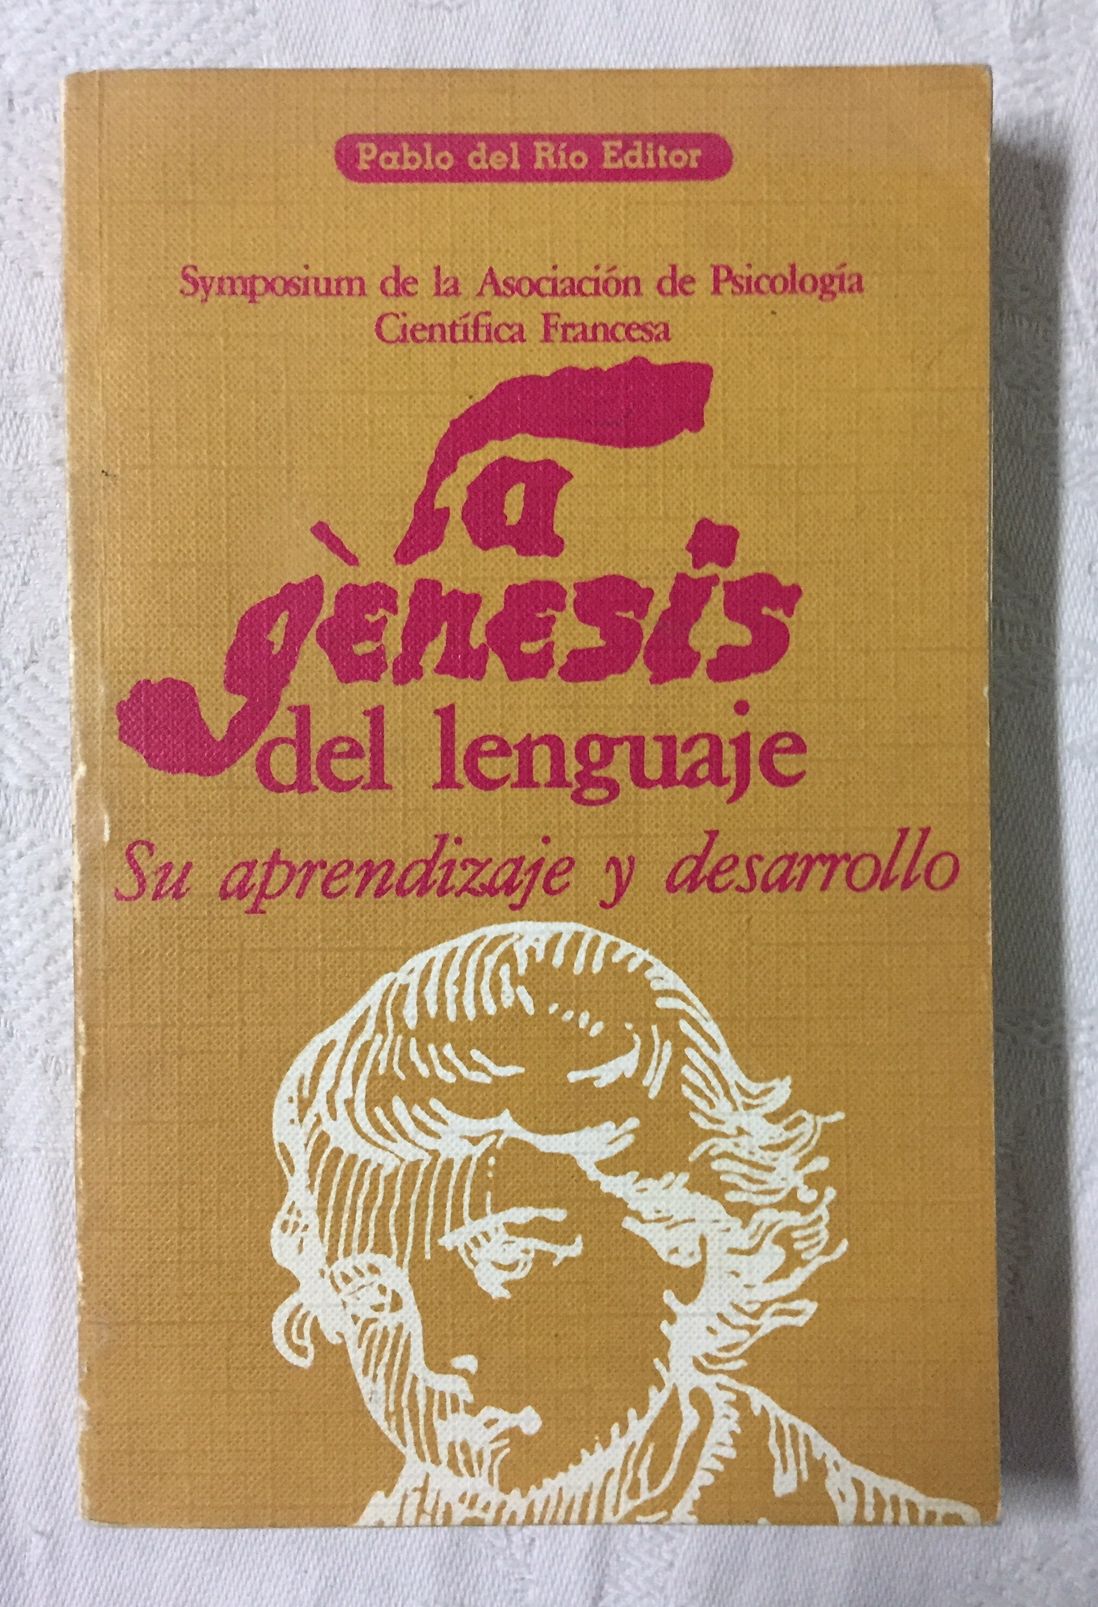 Pablo del Río Editor
Symposium de la Asociación de Psicología
Científica Francesa
la
gènesis
del lenguaje
Su aprendizaje y desarrollo